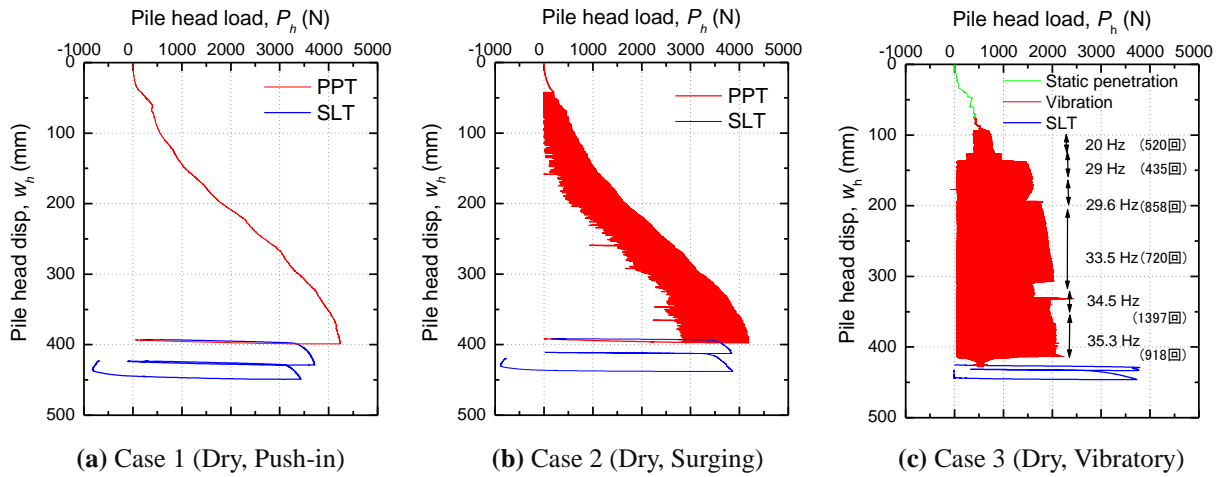 Pile head load, P_h (N)
-1000 0 1000 2000 3000 4000 5000
0
100
200
300
400
500
Pile head disp, w_h (mm)
PPT
SLT
(a) Case 1 (Dry, Push-in)
Pile head load, P_h (N)
-1000 0 1000 2000 3000 4000 5000
0
100
200
300
400
500
Pile head disp, w_h (mm)
PPT
SLT
(b) Case 2 (Dry, Surging)
Pile head load, P_h (N)
-1000 0 1000 2000 3000 4000 5000
0
100
200
300
400
500
Pile head disp, w_h (mm)
Static penetration
Vibration
SLT
20 Hz (520回)
29 Hz (435回)
29.6 Hz (858回)
33.5 Hz (720回)
34.5 Hz
(1397回)
35.3 Hz
(918回)
(c) Case 3 (Dry, Vibratory)